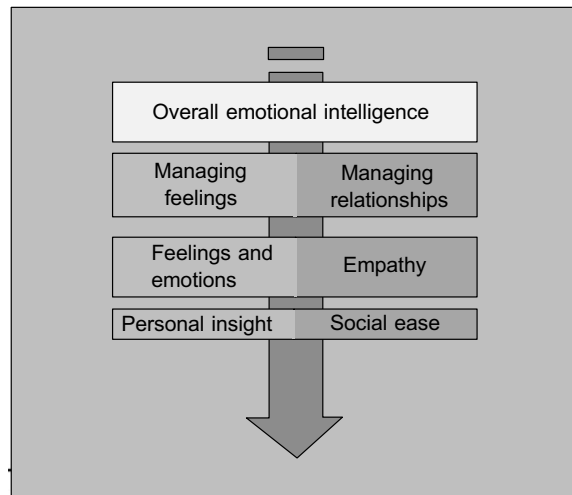 Overall emotional intelligence
Managing
feelings
Managing
relationships
Feelings and
emotions
Empathy
Personal insight
Social ease